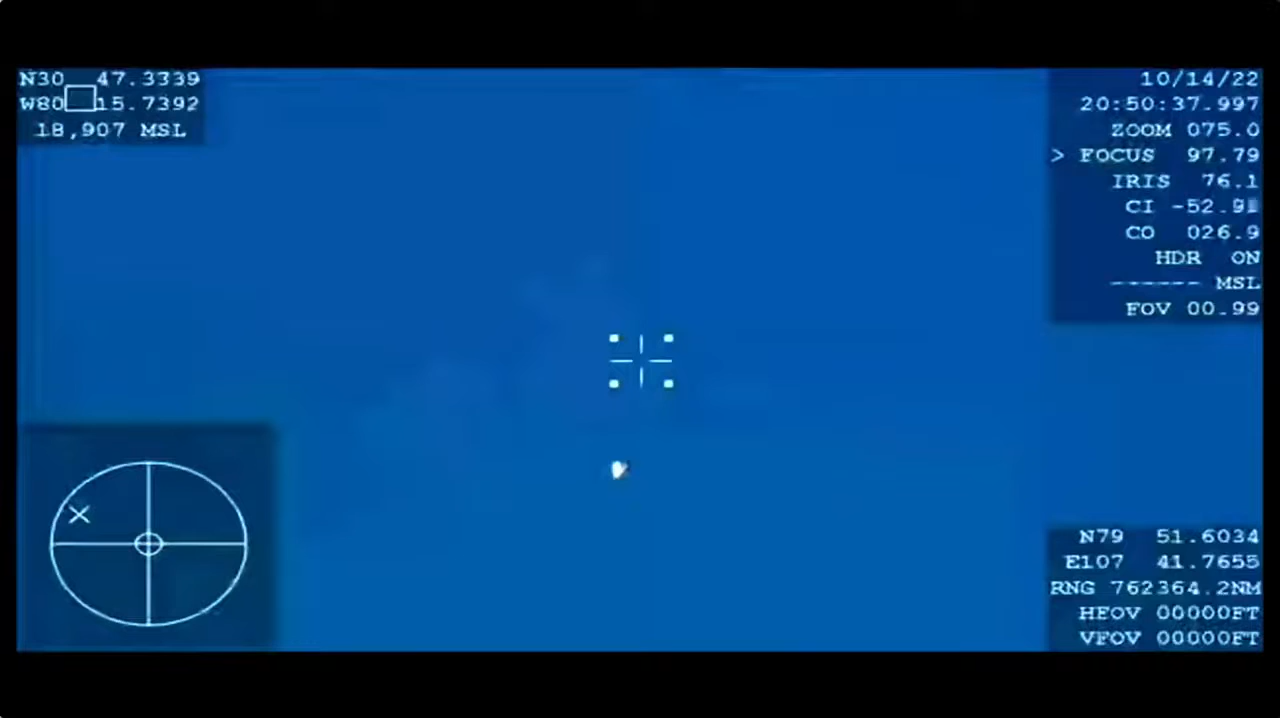 N30 47.3339
W80 15.7392
18,907 MSL
10/14/22
20:50:37.997
ZOOM 075.0
> FOCUS 97.79
IRIS 76.1
CI
CO 026.9
HDR ON
------ MSL
FOV 00.99
N79 51.6034
E107 41.7655
RNG 762364.2NM
HFOV 00000FT
VFOV 00000FT